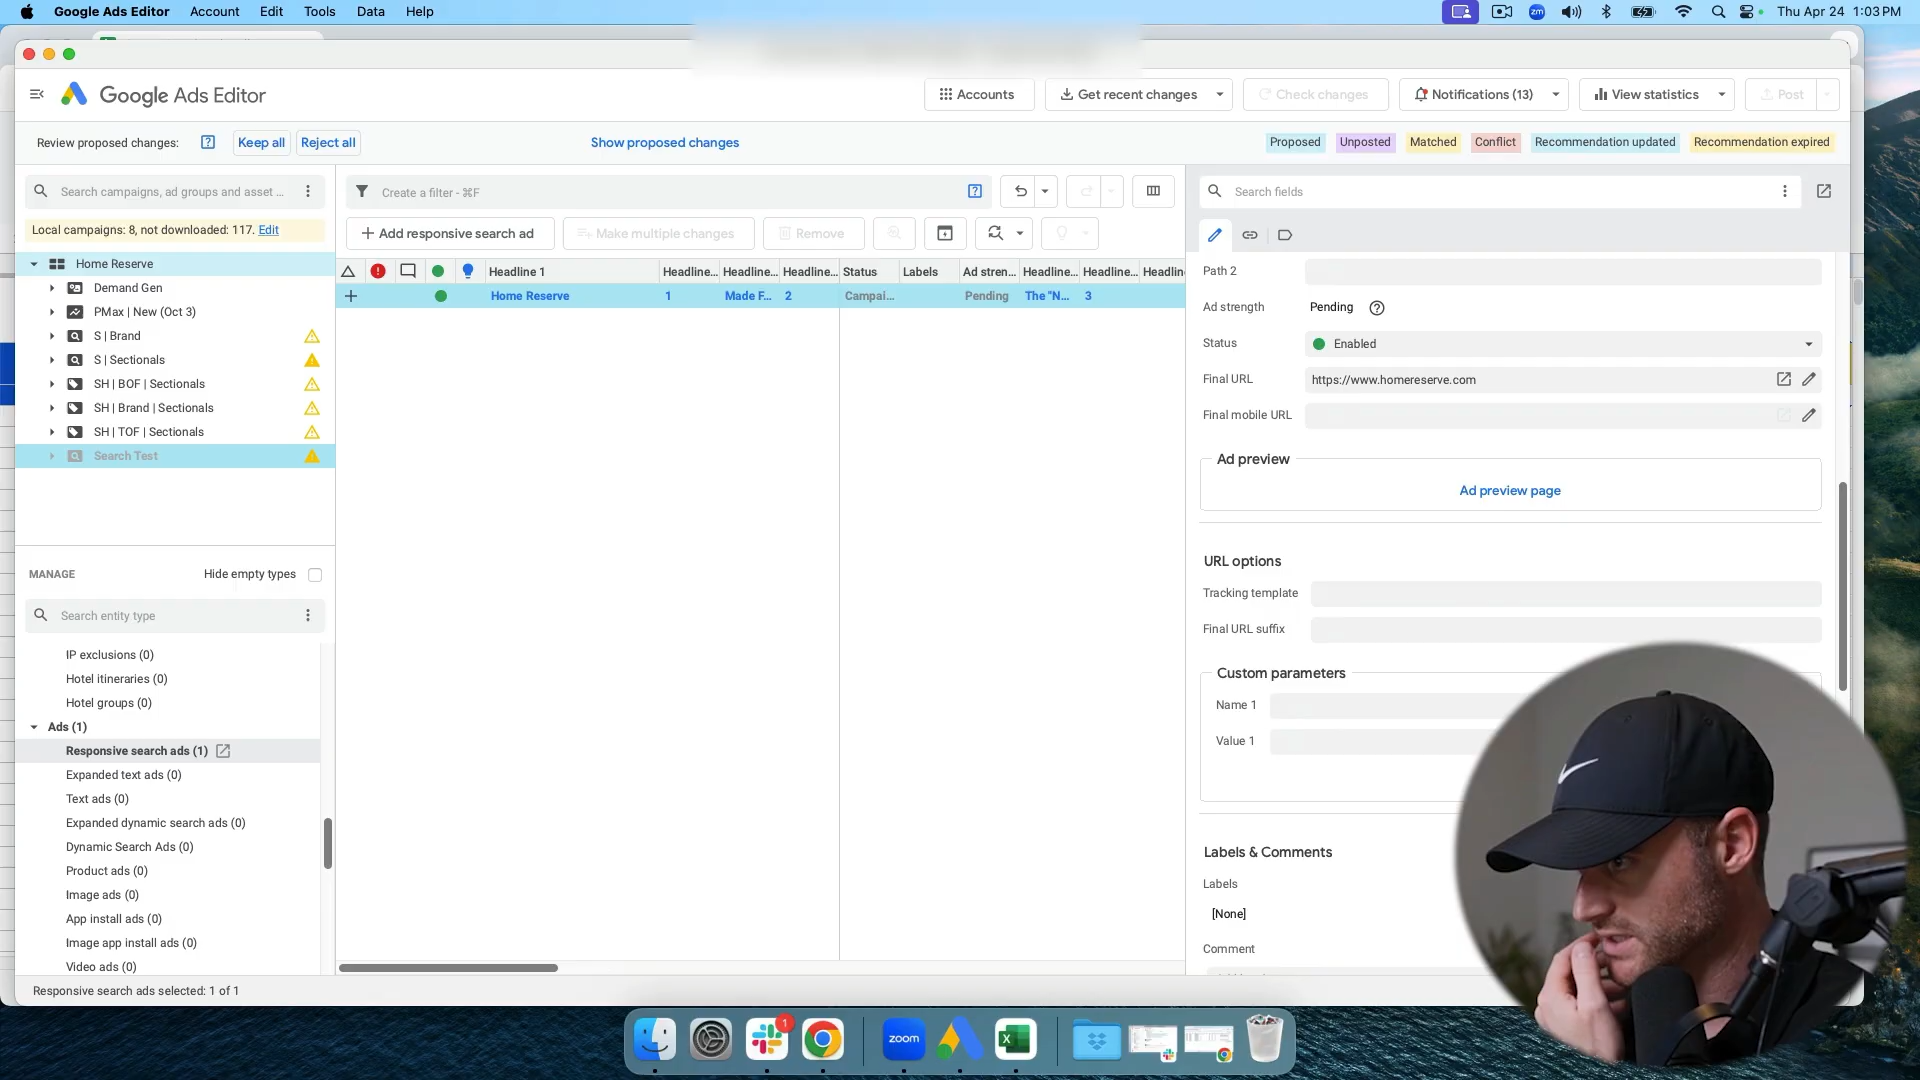 Google Ads Editor Account Edit Tools Data Help
zm
Thu Apr 24 1:03 PM
Google Ads Editor
Accounts
Get recent changes
Check changes
Notifications (13)
View statistics
Post
Review proposed changes:
?
Keep all
Reject all
Show proposed changes
Proposed
Unposted
Matched
Conflict
Recommendation updated
Recommendation expired
Search campaigns, ad groups and asset ...
Local campaigns: 8, not downloaded: 117. Edit
Home Reserve
Demand Gen
PMax | New (Oct 3)
S | Brand
S | Sectionals
SH | BOF | Sectionals
SH | Brand | Sectionals
SH | TOF | Sectionals
Search Test
MANAGE
Hide empty types
Search entity type
IP exclusions (0)
Hotel itineraries (0)
Hotel groups (0)
Ads (1)
Responsive search ads (1)
Expanded text ads (0)
Text ads (0)
Expanded dynamic search ads (0)
Dynamic Search Ads (0)
Product ads (0)
Image ads (0)
App install ads (0)
Image app install ads (0)
Video ads (0)
Responsive search ads selected: 1 of 1
Create a filter - ⌘F
?
+ Add responsive search ad
Make multiple changes
Remove
Headline 1
Headline...
Headline...
Headline...
Status
Labels
Ad stren...
Headline...
Headline...
Headlin
Home Reserve
1
Made F...
2
Campai...
Pending
The "N...
3
Search fields
Path 2
Ad strength
Pending
?
Status
Enabled
Final URL
https://www.homereserve.com
Final mobile URL
Ad preview
Ad preview page
URL options
Tracking template
Final URL suffix
Custom parameters
Name 1
Value 1
Labels & Comments
Labels
[None]
Comment
1
zoom
X